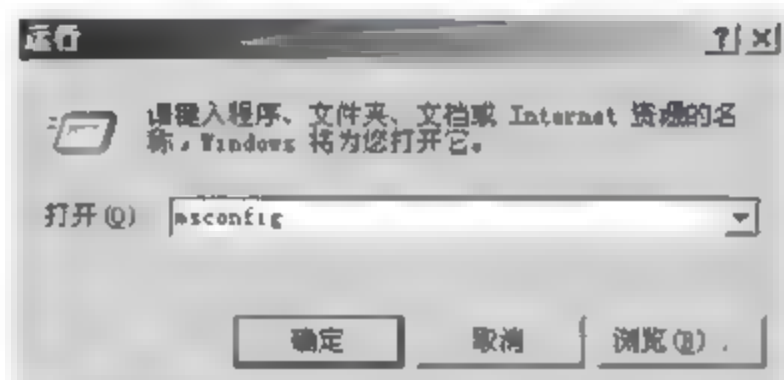 运行
请键入程序、文件夹、文档或 Internet 资源的名
称，Windows 将为您打开它。
打开(O)
msconfig
确定
取消
浏览(B)...